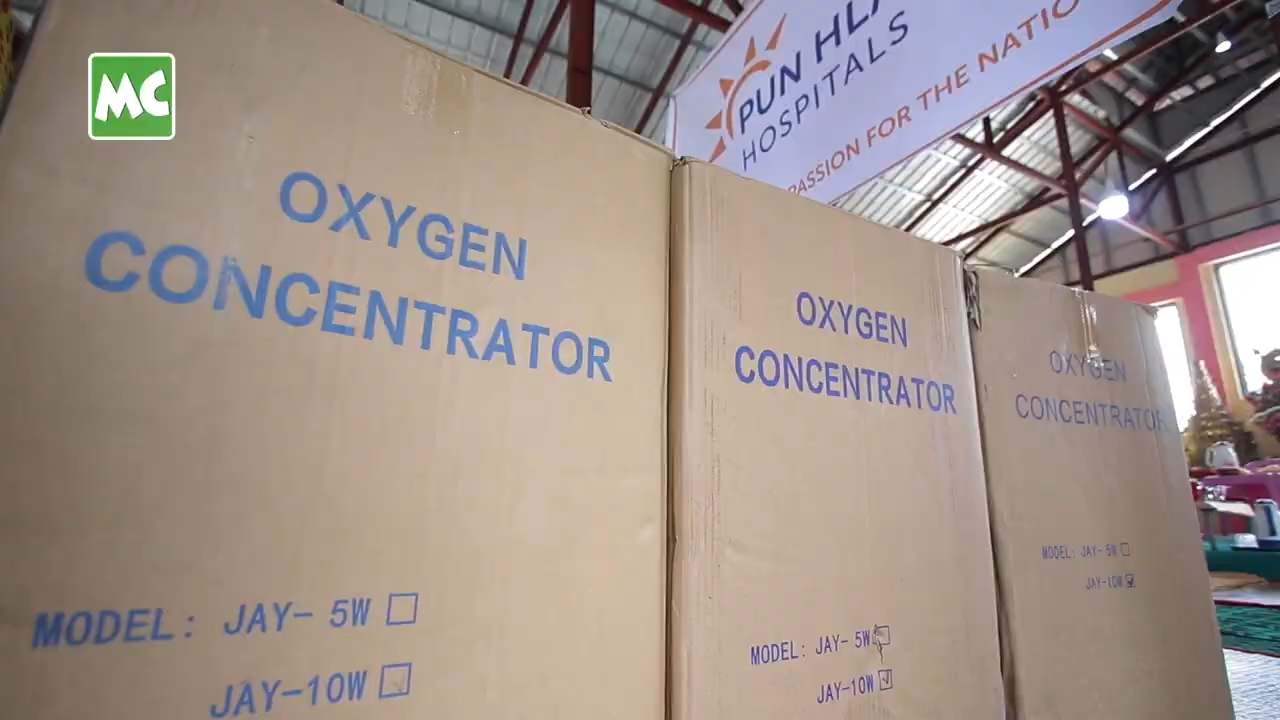 MC
PUN HLA
HOSPITALS
PASSION FOR THE NATIO
OXYGEN
CONCENTRATOR
MODEL: JAY- 5W
JAY-10W
OXYGEN
CONCENTRATOR
MODEL: JAY- 5W
JAY-10W
OXYGEN
CONCENTRATOR
MODEL: JAY- 5W
JAY-10W